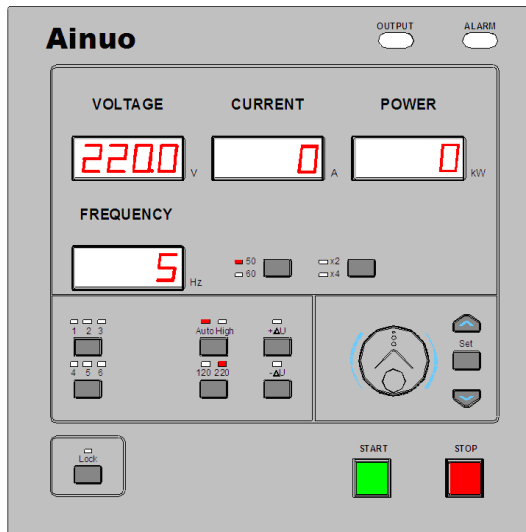 Ainuo
OUTPUT ALARM
VOLTAGE CURRENT POWER
220.0 V 0 A 0 kW
FREQUENCY
5 Hz
50 x2
60 x4
1 2 3 Auto High +ΔU
Set
4 5 6 120 220 -ΔU
Lock START STOP